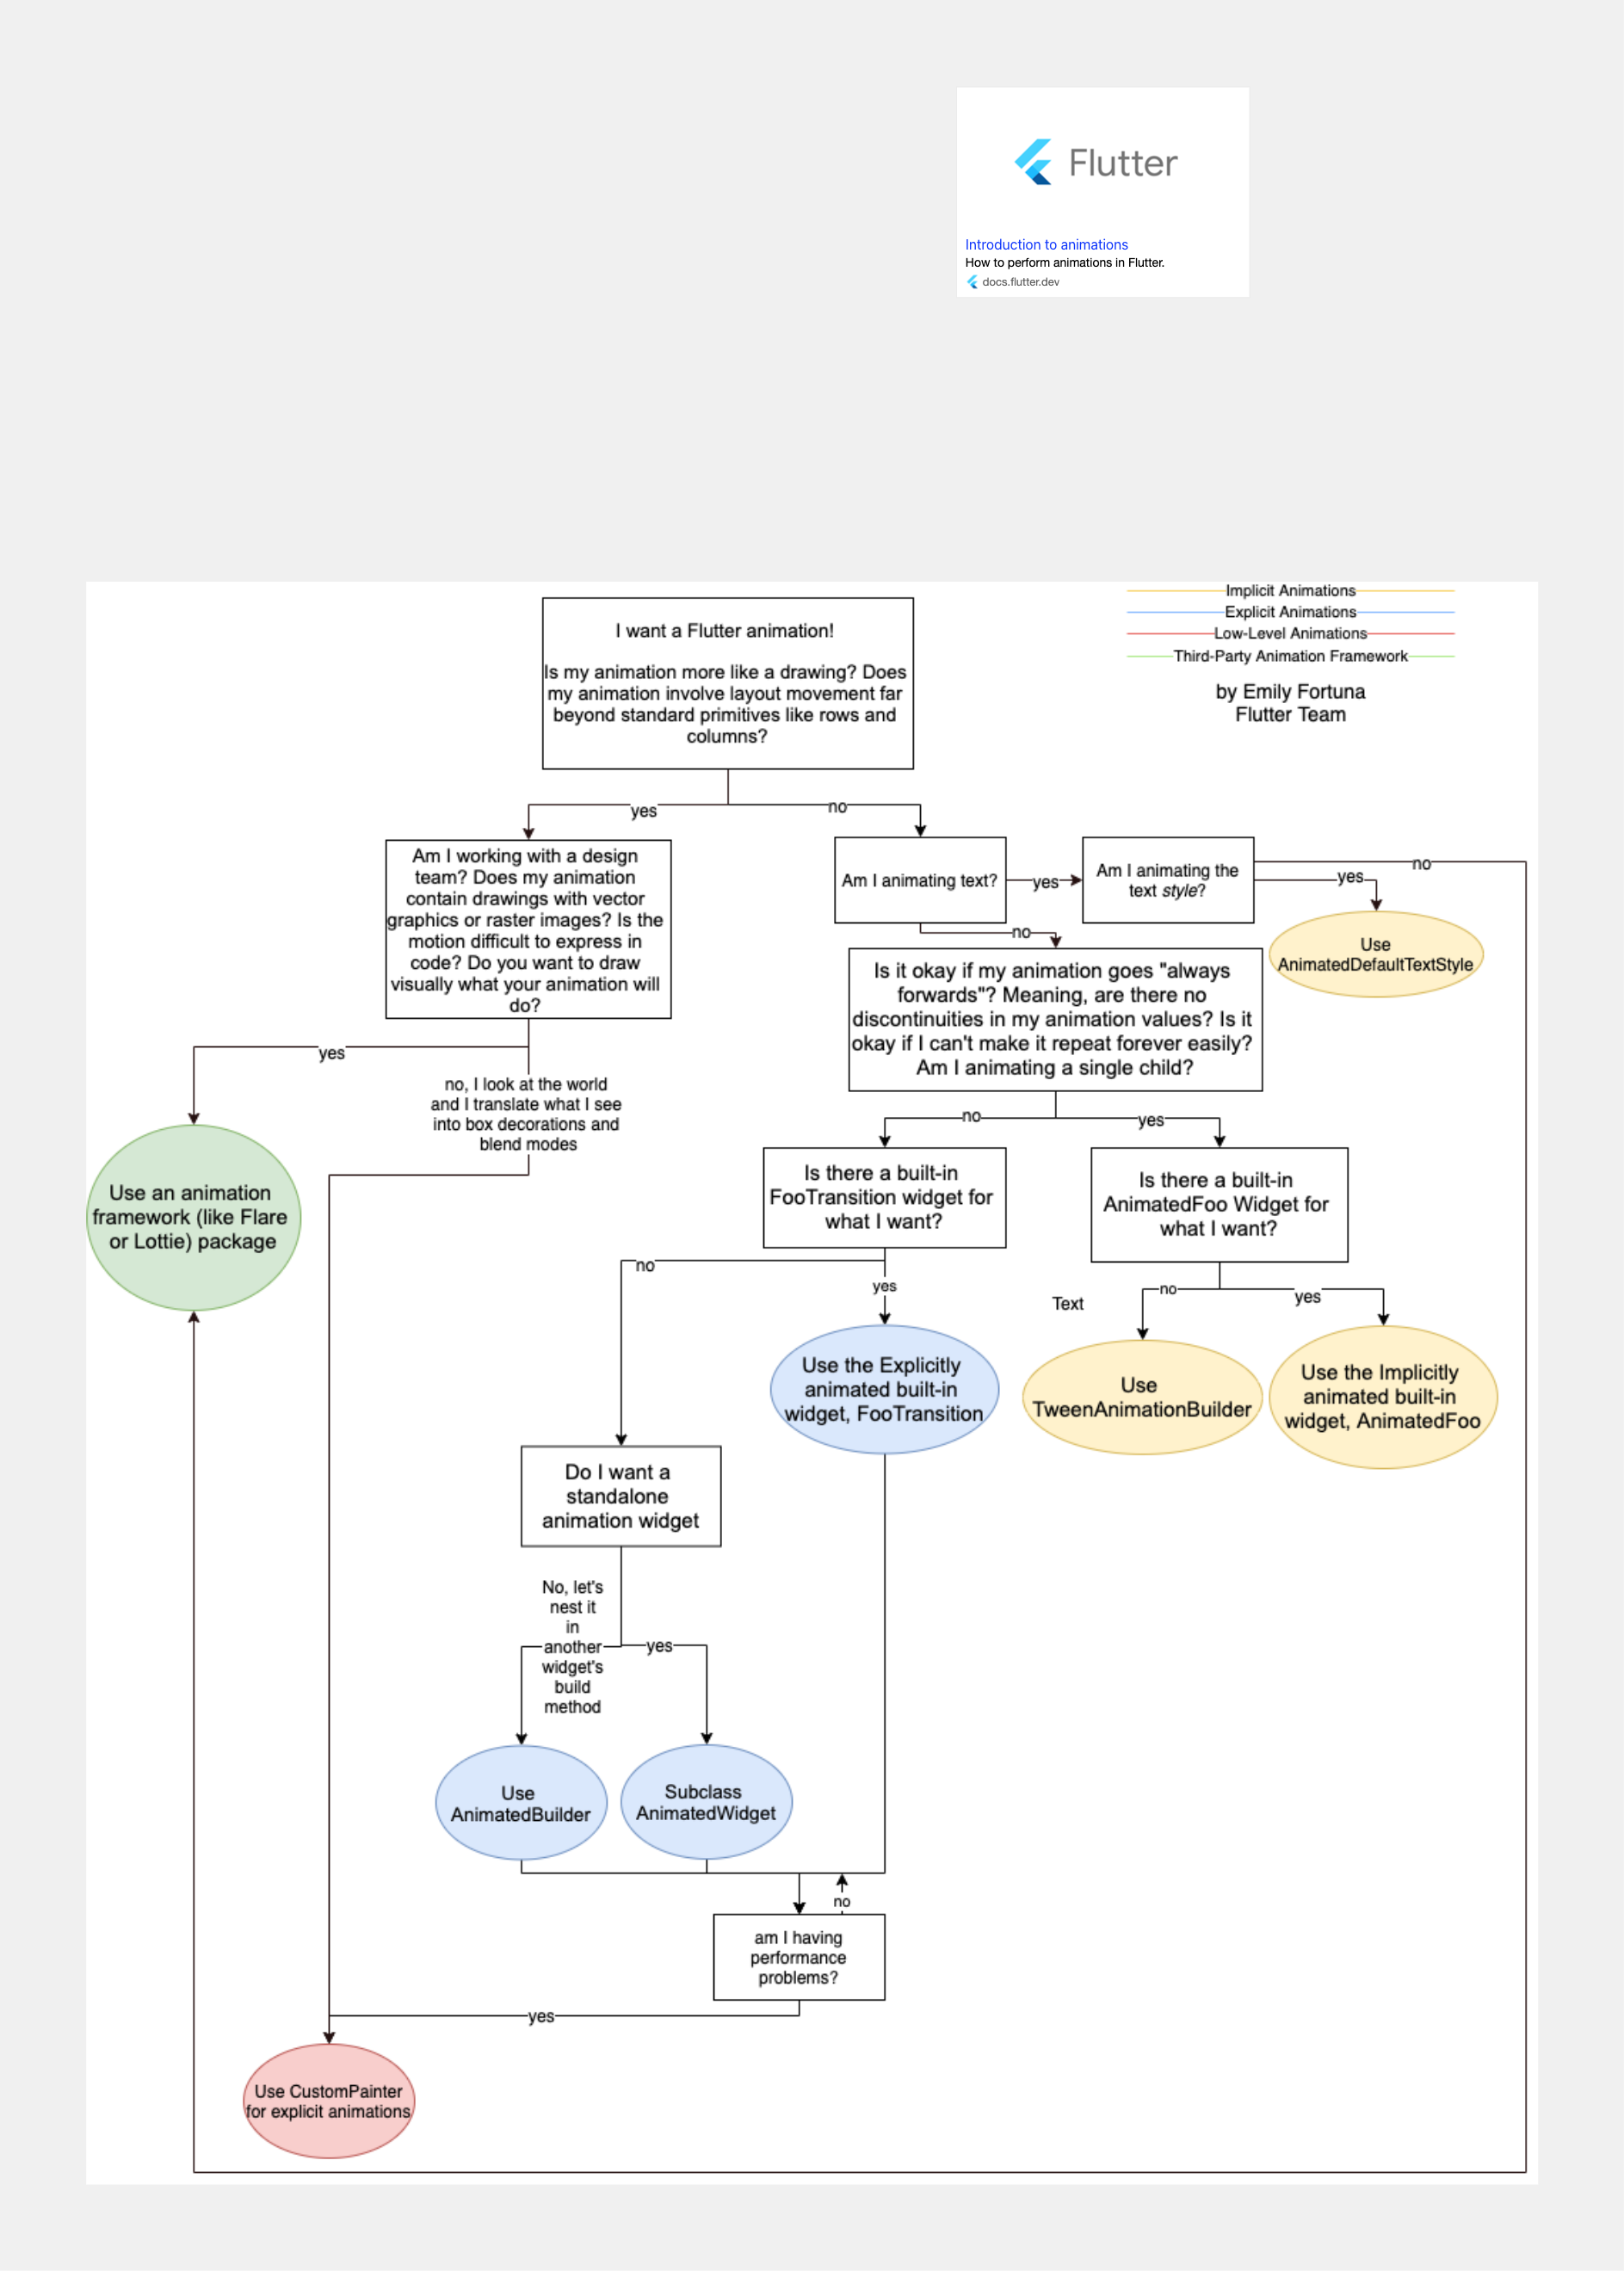 Flutter
Introduction to animations
How to perform animations in Flutter.
docs.flutter.dev
Implicit Animations
Explicit Animations
Low-Level Animations
Third-Party Animation Framework
by Emily Fortuna
Flutter Team
I want a Flutter animation!
Is my animation more like a drawing? Does
my animation involve layout movement far
beyond standard primitives like rows and
columns?
yes
no
Am I working with a design
team? Does my animation
contain drawings with vector
graphics or raster images? Is the
motion difficult to express in
code? Do you want to draw
visually what your animation will
do?
Am I animating text?
yes
Am I animating the
text style?
no
yes
Use
AnimatedDefaultTextStyle
no
Is it okay if my animation goes "always
forwards"? Meaning, are there no
discontinuities in my animation values? Is it
okay if I can't make it repeat forever easily?
Am I animating a single child?
yes
no, I look at the world
and I translate what I see
into box decorations and
blend modes
no
yes
Use an animation
framework (like Flare
or Lottie) package
Is there a built-in
FooTransition widget for
what I want?
Is there a built-in
AnimatedFoo Widget for
what I want?
no
yes
Text
no
yes
Use the Explicitly
animated built-in
widget, FooTransition
Use
TweenAnimationBuilder
Use the Implicitly
animated built-in
widget, AnimatedFoo
Do I want a
standalone
animation widget
No, let's
nest it
in
another
widget's
build
method
yes
Use
AnimatedBuilder
Subclass
AnimatedWidget
no
am I having
performance
problems?
yes
Use CustomPainter
for explicit animations